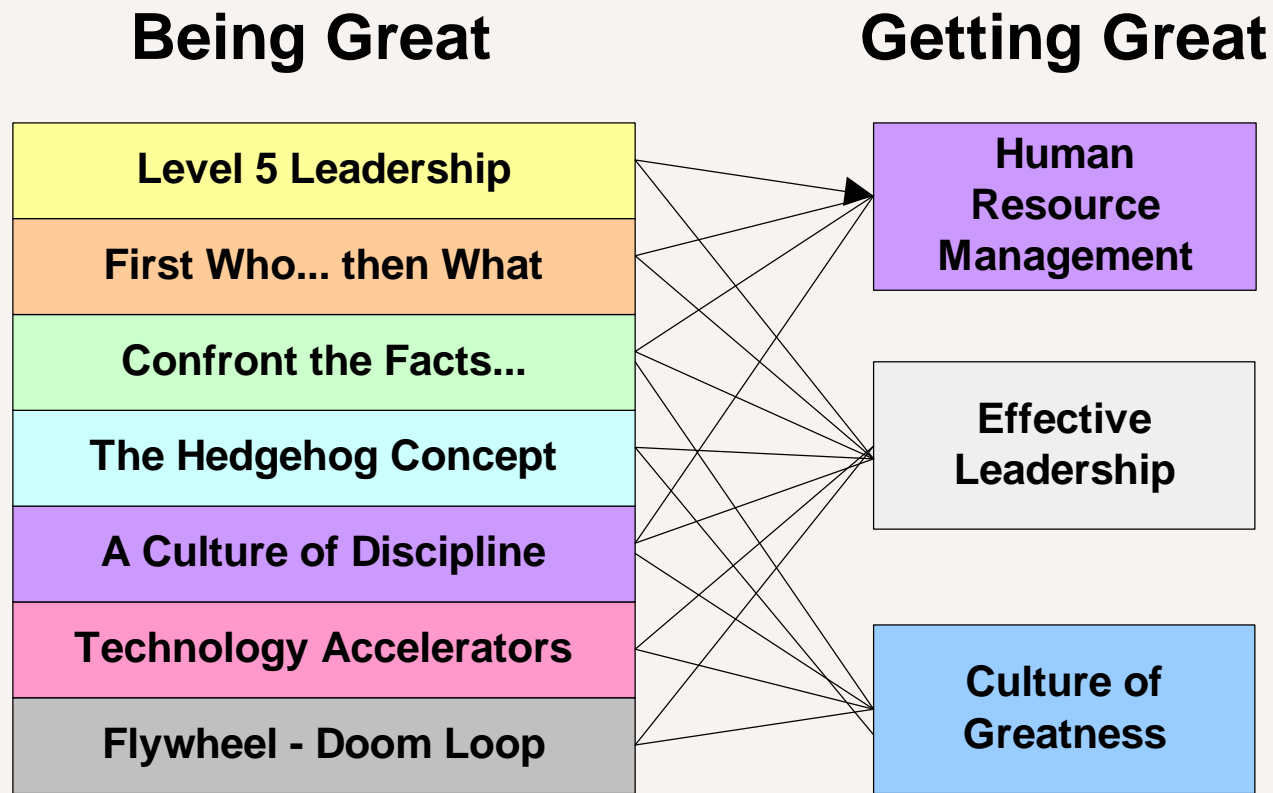 Being Great
Getting Great
Level 5 Leadership
First Who... then What
Confront the Facts...
The Hedgehog Concept
A Culture of Discipline
Technology Accelerators
Flywheel - Doom Loop
Human
Resource
Management
Effective
Leadership
Culture of
Greatness